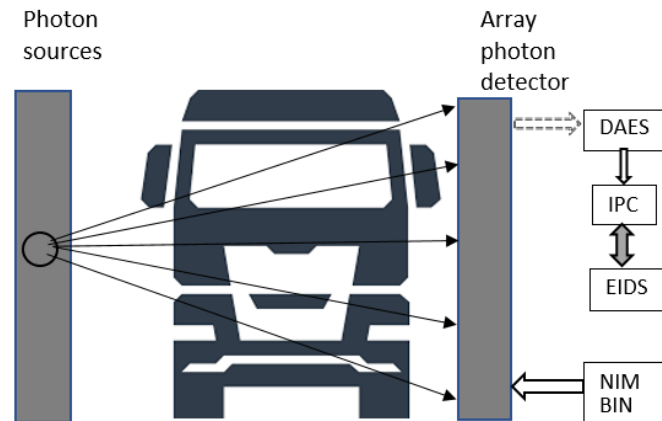 Photon
sources
Array
photon
detector
DAES
IPC
EIDS
NIM
BIN